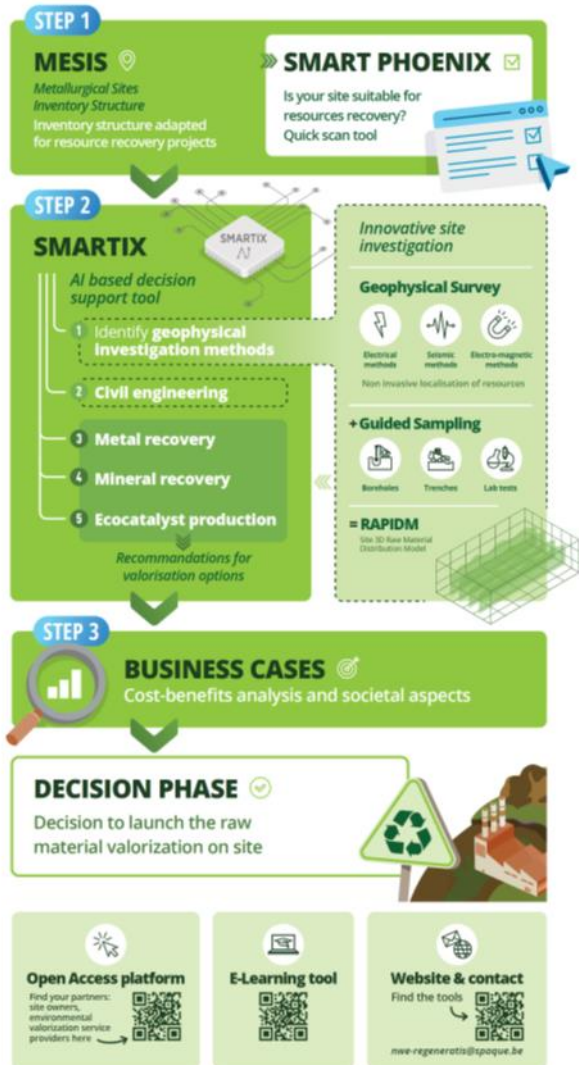 STEP 1
MESIS
Metallurgical Sites
Inventory Structure
Inventory structure adapted
for resource recovery projects
SMART PHOENIX
Is your site suitable for
resources recovery?
Quick scan tool
STEP 2
SMARTIX
AI based decision
support tool
SMARTIX
AI
1 Identify geophysical
investigation methods
2 Civil engineering
3 Metal recovery
4 Mineral recovery
5 Ecocatalyst production
Recommandations for
valorisation options
Innovative site
investigation
Geophysical Survey
Electrical
methods
Seismic
methods
Electro-magnetic
methods
Non invasive localisation of resources
+ Guided Sampling
Boreholes
Trenches
Lab tests
= RAPIDM
Site 3D Raw Material
Distribution Model
STEP 3
BUSINESS CASES
Cost-benefits analysis and societal aspects
DECISION PHASE
Decision to launch the raw
material valorization on site
Open Access platform
Find your partners:
site owners,
environmental
valorization service
providers here
E-Learning tool
Website & contact
Find the tools
nwe-regeneratis@spaque.be